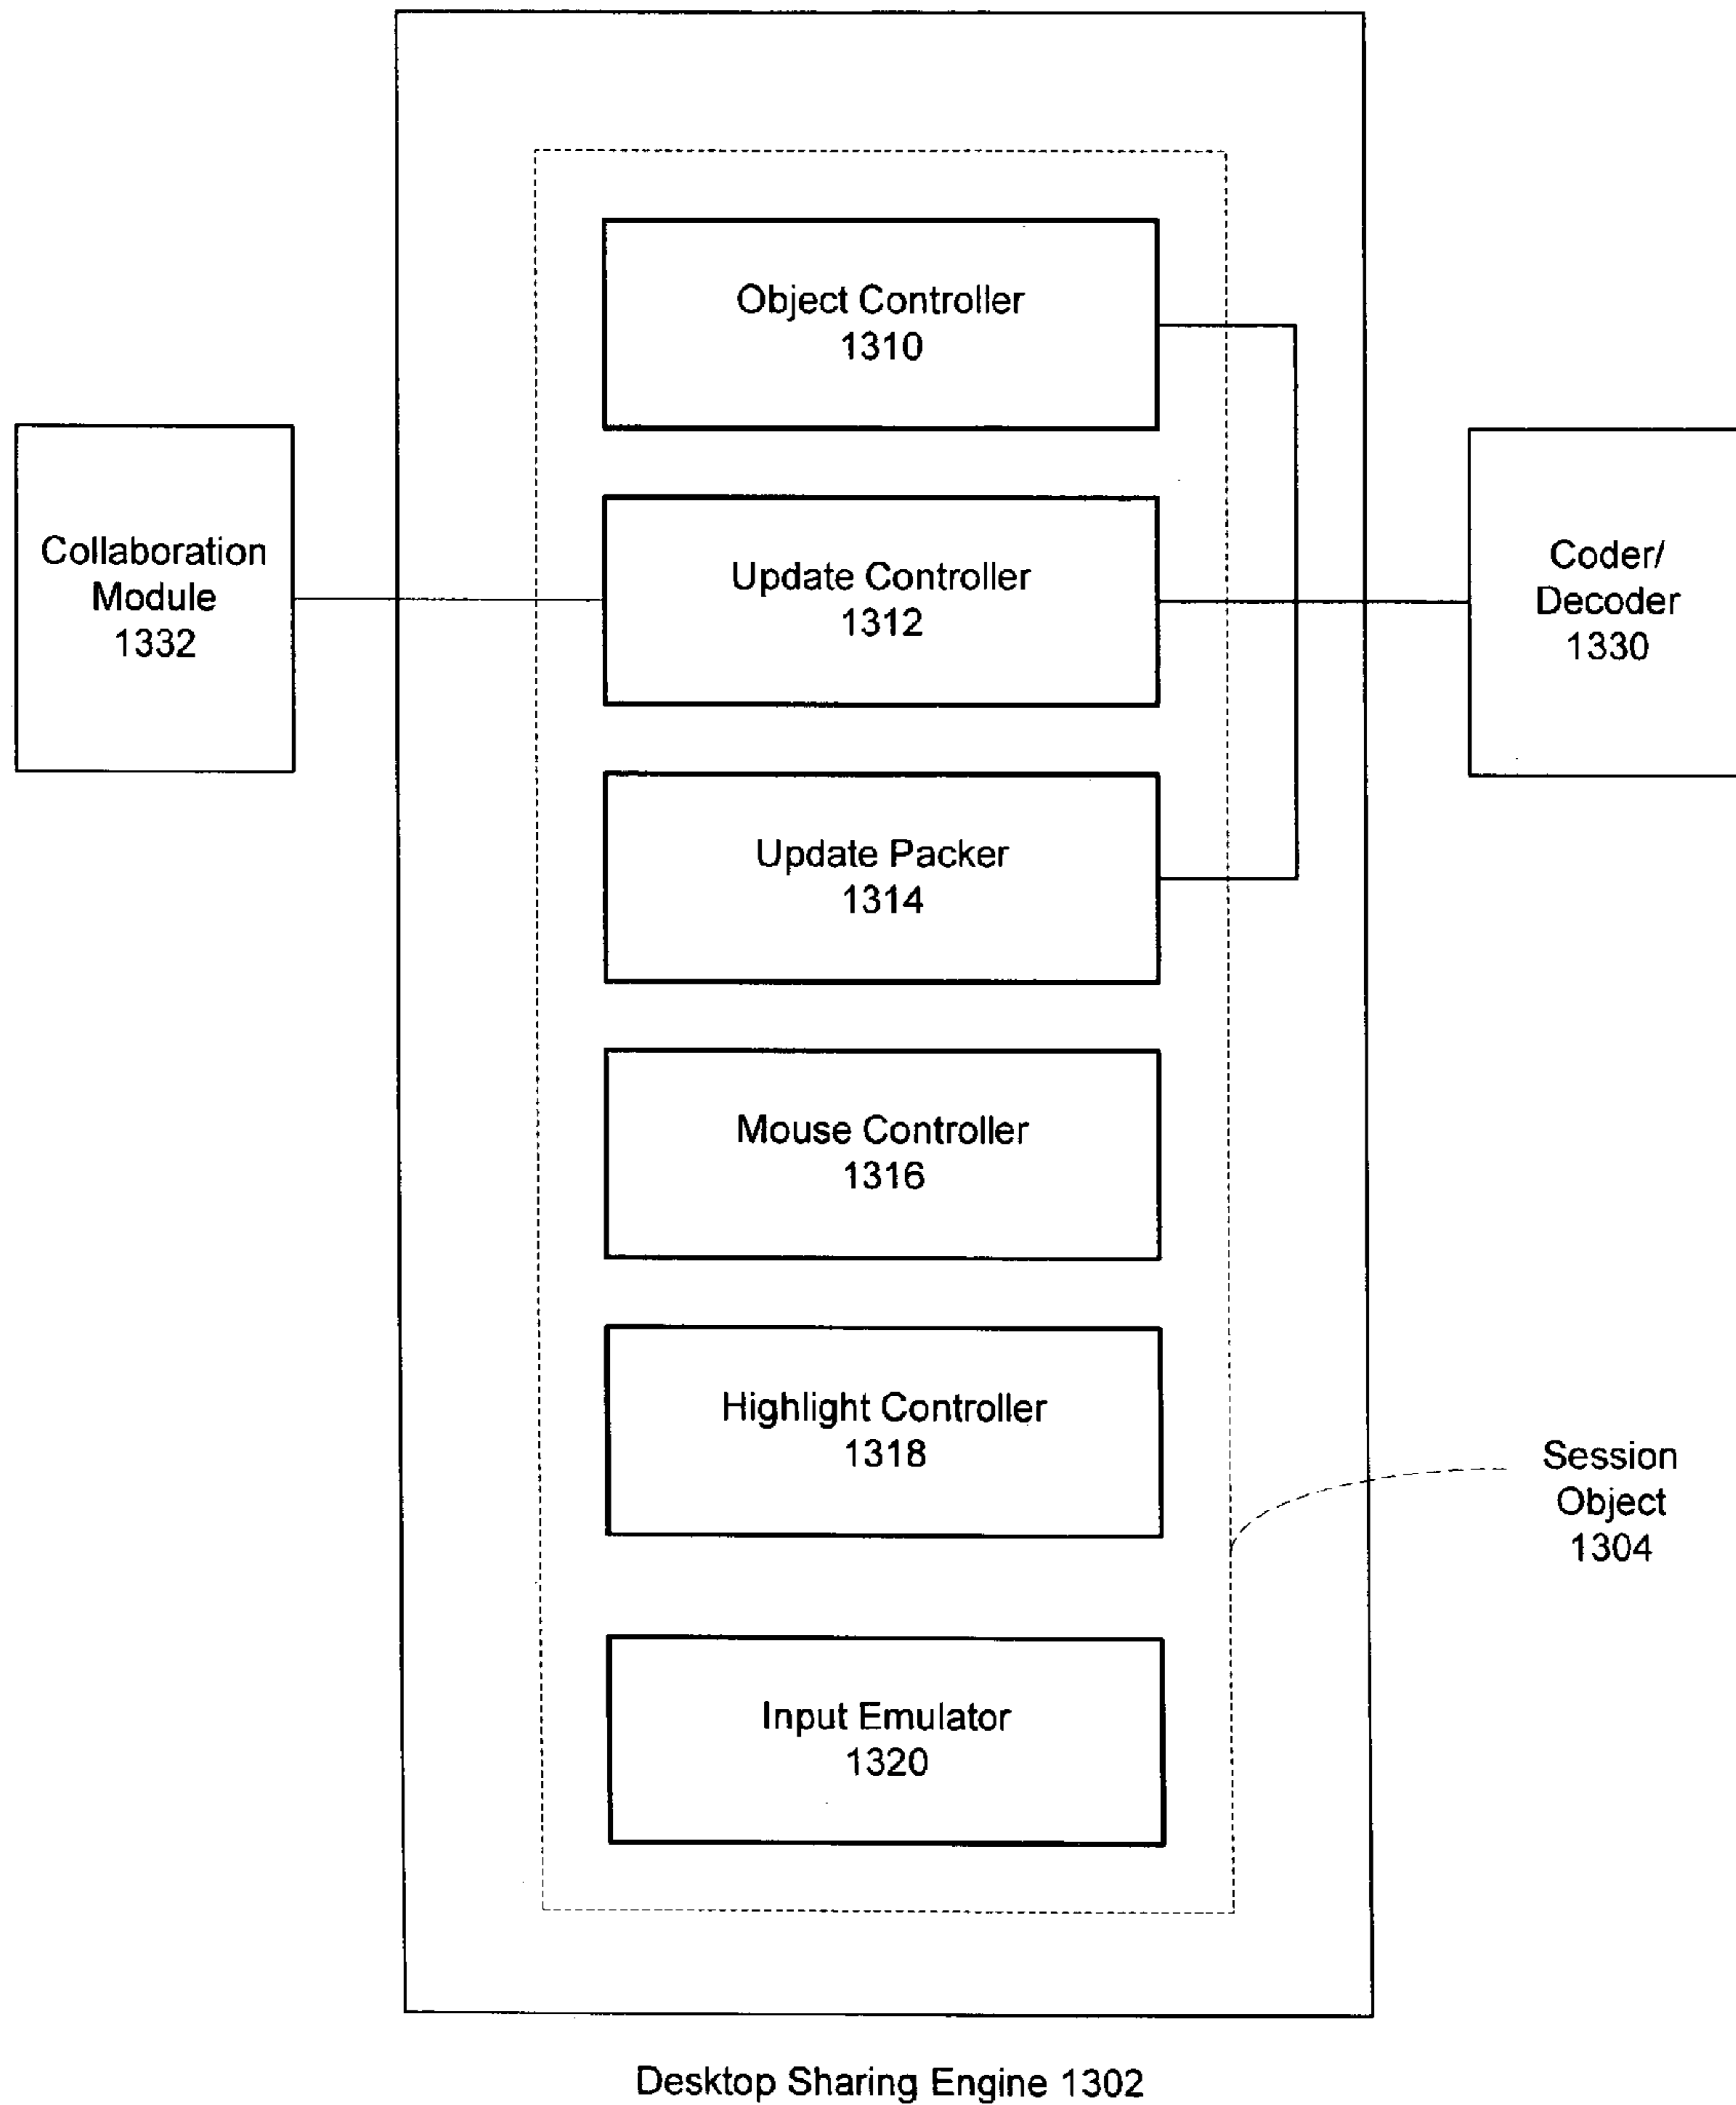 Object Controller
1310
Collaboration
Module
1332
Update Controller
1312
Coder/
Decoder
1330
Update Packer
1314
Mouse Controller
1316
Highlight Controller
1318
Session
Object
1304
Input Emulator
1320
Desktop Sharing Engine 1302